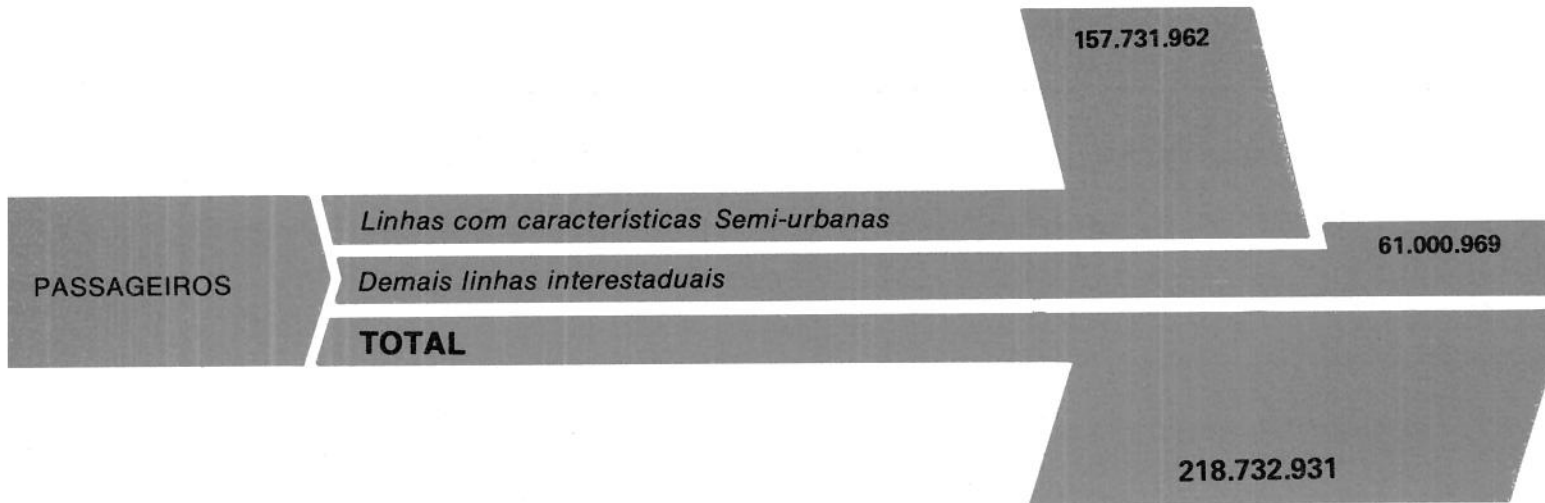 157.731.962
Linhas com características Semi-urbanas
61.000.969
PASSAGEIROS
Demais linhas interestaduais
TOTAL
218.732.931